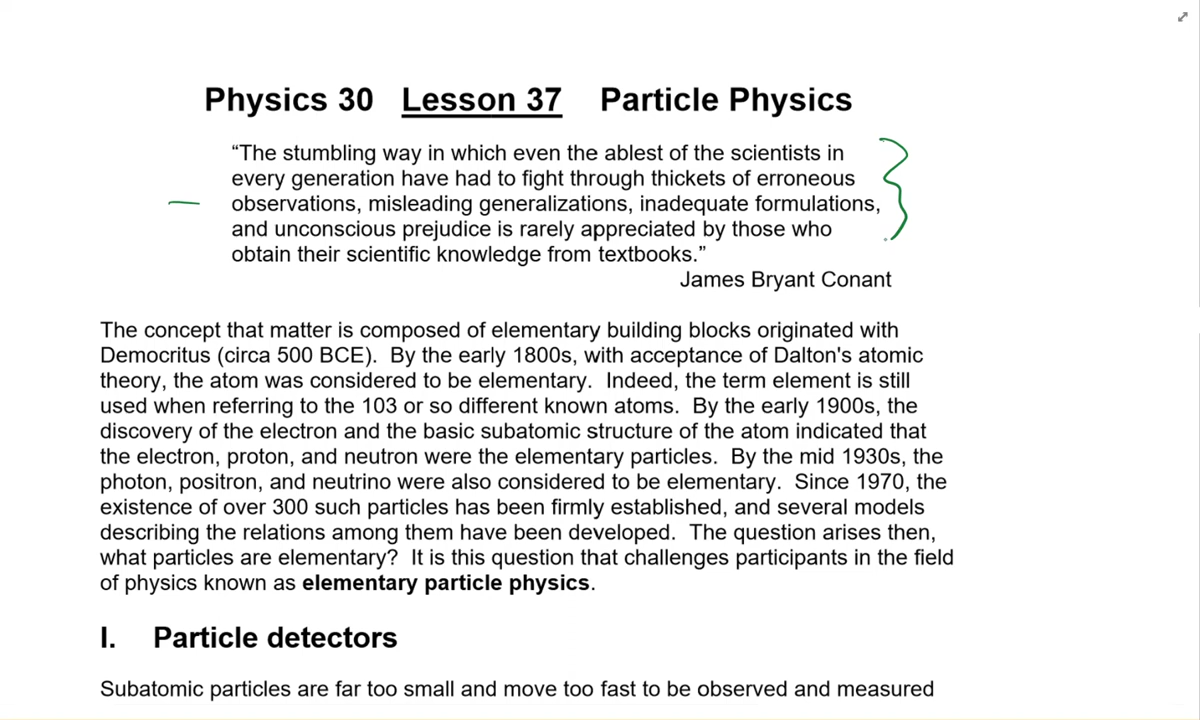 Physics 30 Lesson 37 Particle Physics
“The stumbling way in which even the ablest of the scientists in
every generation have had to fight through thickets of erroneous
observations, misleading generalizations, inadequate formulations,
and unconscious prejudice is rarely appreciated by those who
obtain their scientific knowledge from textbooks.”
James Bryant Conant
The concept that matter is composed of elementary building blocks originated with
Democritus (circa 500 BCE). By the early 1800s, with acceptance of Dalton's atomic
theory, the atom was considered to be elementary. Indeed, the term element is still
used when referring to the 103 or so different known atoms. By the early 1900s, the
discovery of the electron and the basic subatomic structure of the atom indicated that
the electron, proton, and neutron were the elementary particles. By the mid 1930s, the
photon, positron, and neutrino were also considered to be elementary. Since 1970, the
existence of over 300 such particles has been firmly established, and several models
describing the relations among them have been developed. The question arises then,
what particles are elementary? It is this question that challenges participants in the field
of physics known as elementary particle physics.
I. Particle detectors
Subatomic particles are far too small and move too fast to be observed and measured